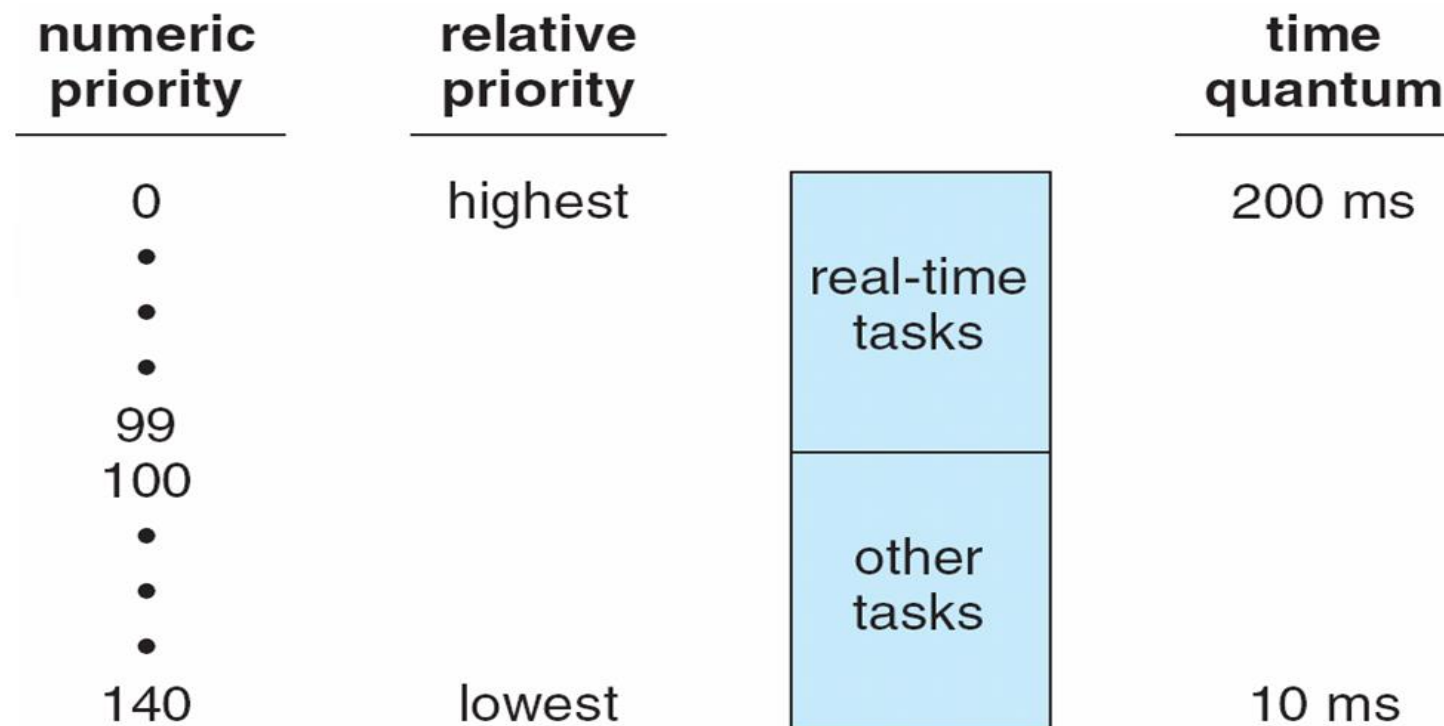 numeric
priority
relative
priority
time
quantum
0
highest
200 ms
•
•
•
real-time
tasks
99
100
•
•
•
other
tasks
140
lowest
10 ms